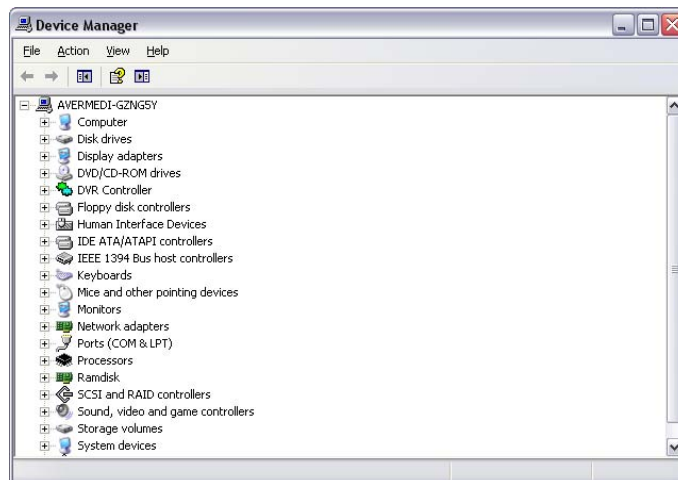 Device Manager
File Action View Help
AVERMEDI-GZNG5Y
Computer
Disk drives
Display adapters
DVD/CD-ROM drives
DVR Controller
Floppy disk controllers
Human Interface Devices
IDE ATA/ATAPI controllers
IEEE 1394 Bus host controllers
Keyboards
Mice and other pointing devices
Monitors
Network adapters
Ports (COM & LPT)
Processors
Ramdisk
SCSI and RAID controllers
Sound, video and game controllers
Storage volumes
System devices